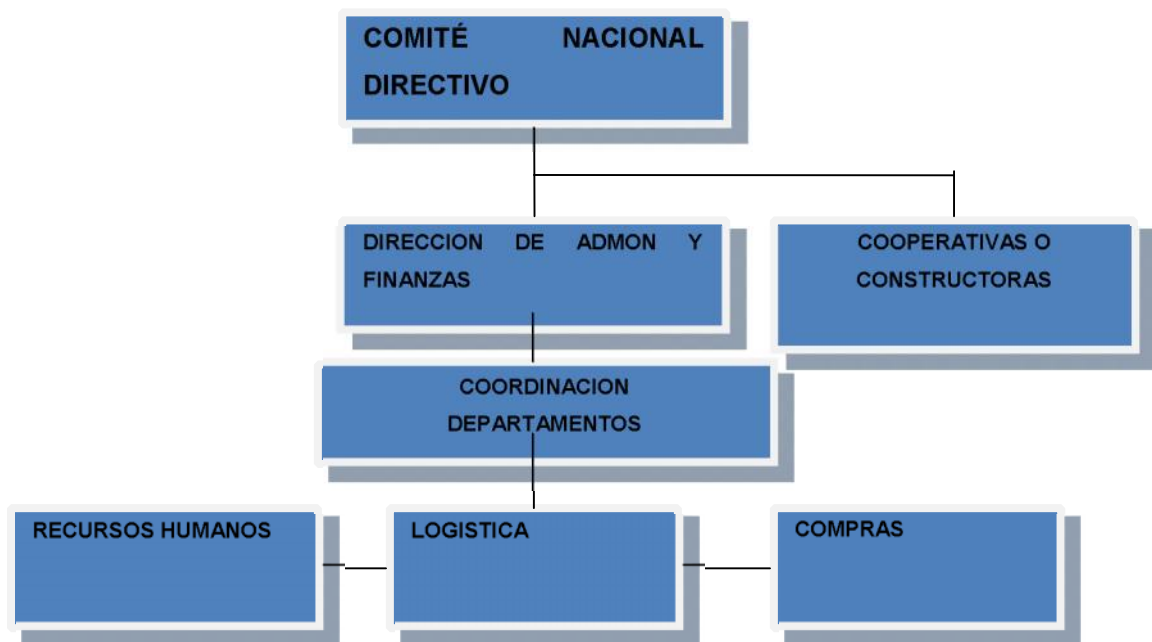 COMITÉ NACIONAL
DIRECTIVO
DIRECCION DE ADMON Y
FINANZAS
COOPERATIVAS O
CONSTRUCTORAS
COORDINACION
DEPARTAMENTOS
RECURSOS HUMANOS
LOGISTICA
COMPRAS